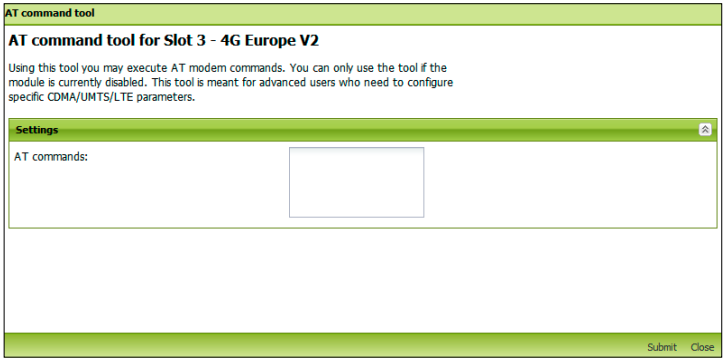 AT command tool
AT command tool for Slot 3 - 4G Europe V2
Using this tool you may execute AT modem commands. You can only use the tool if the
module is currently disabled. This tool is meant for advanced users who need to configure
specific CDMA/UMTS/LTE parameters.
Settings
AT commands:
Submit Close